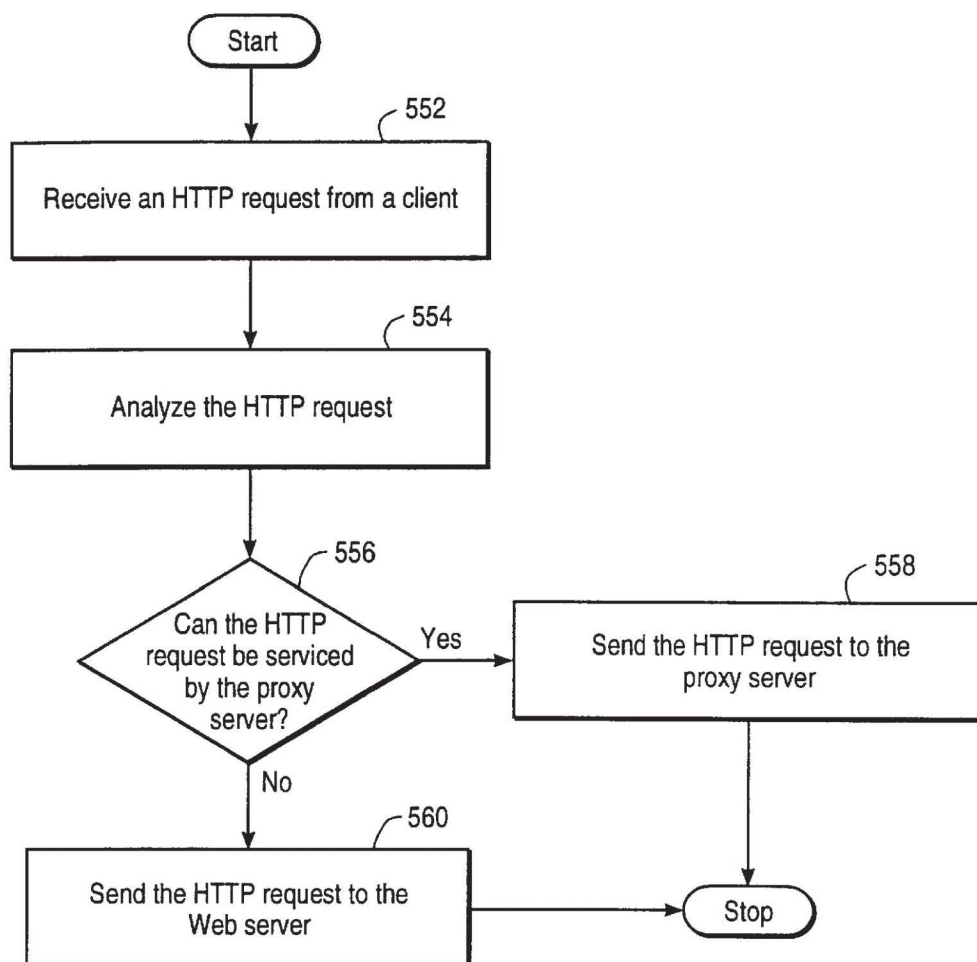 Start
552
Receive an HTTP request from a client
554
Analyze the HTTP request
556
Can the HTTP
request be serviced
by the proxy
server?
Yes
558
Send the HTTP request to the
proxy server
No
560
Send the HTTP request to the
Web server
Stop